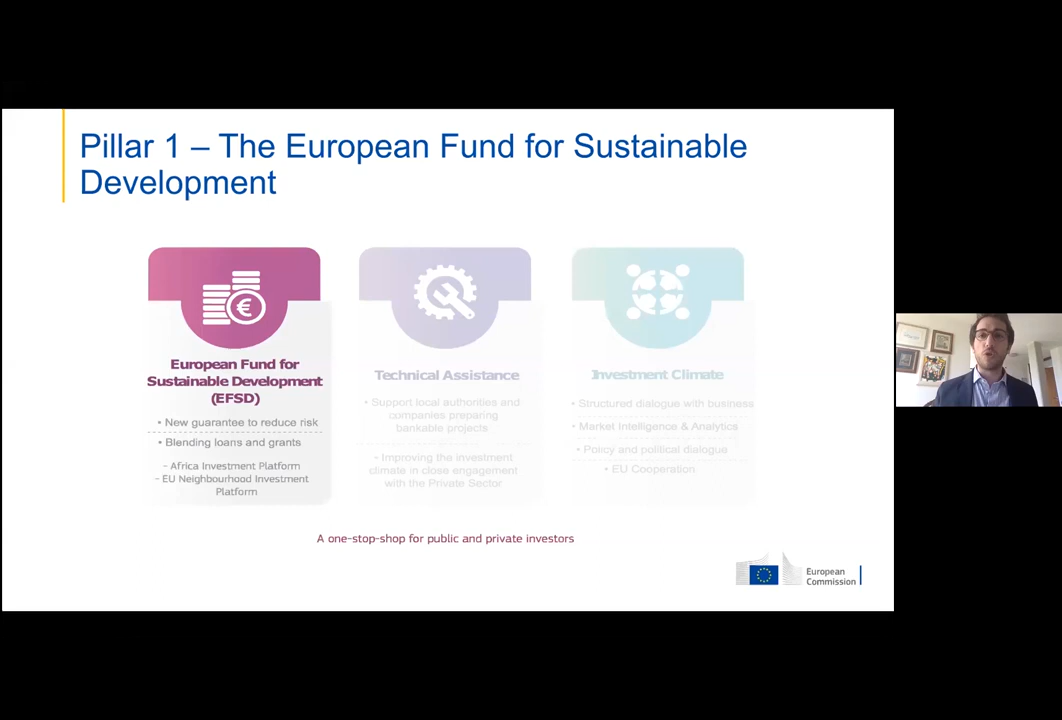 Pillar 1 – The European Fund for Sustainable
Development
European Fund for
Sustainable Development
(EFSD)
• New guarantee to reduce risk
• Blending loans and grants
- Africa Investment Platform
- EU Neighbourhood Investment
Platform
Technical Assistance
• Support local authorities and
companies preparing
bankable projects
• Improving the investment
climate in close engagement
with the Private Sector
Investment Climate
• Structured dialogue with business
• Market Intelligence & Analytics
• Policy and political dialogue
• EU Cooperation
A one-stop-shop for public and private investors
European
Commission